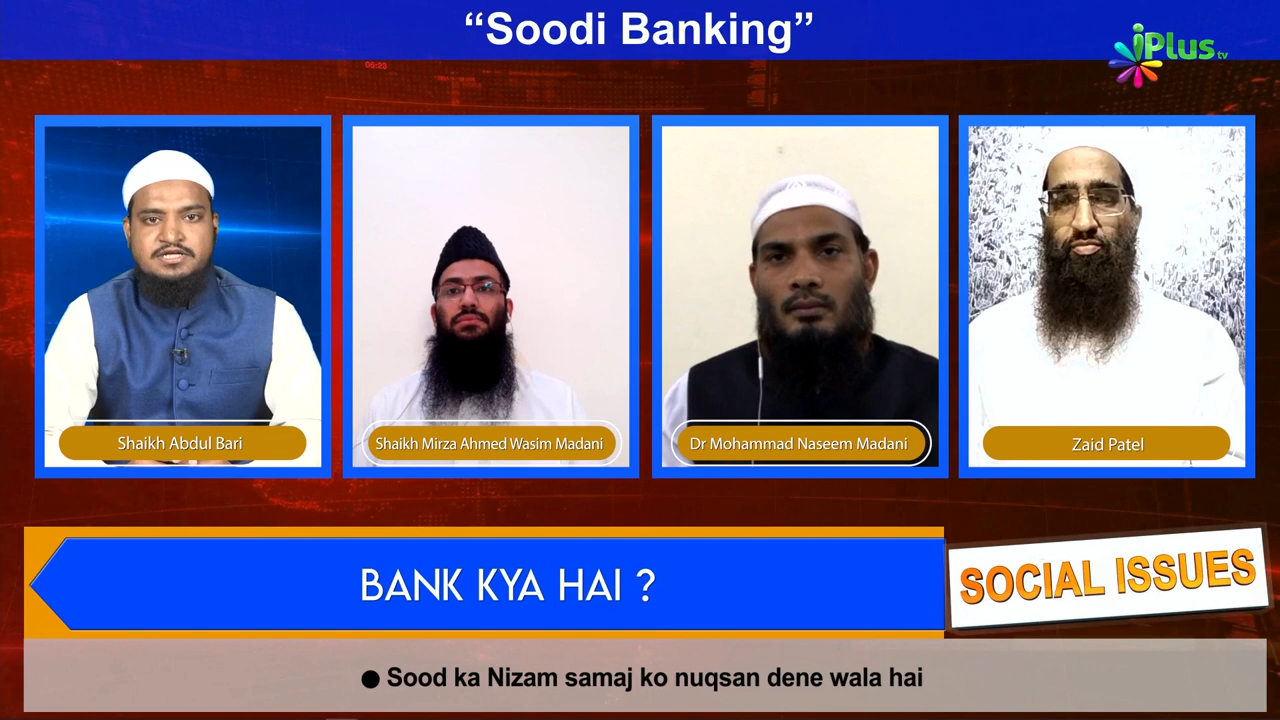 “Soodi Banking”
iPlus tv
Shaikh Abdul Bari
Shaikh Mirza Ahmed Wasim Madani
Dr Mohammad Naseem Madani
Zaid Patel
BANK KYA HAI ?
SOCIAL ISSUES
● Sood ka Nizam samaj ko nuqsan dene wala hai